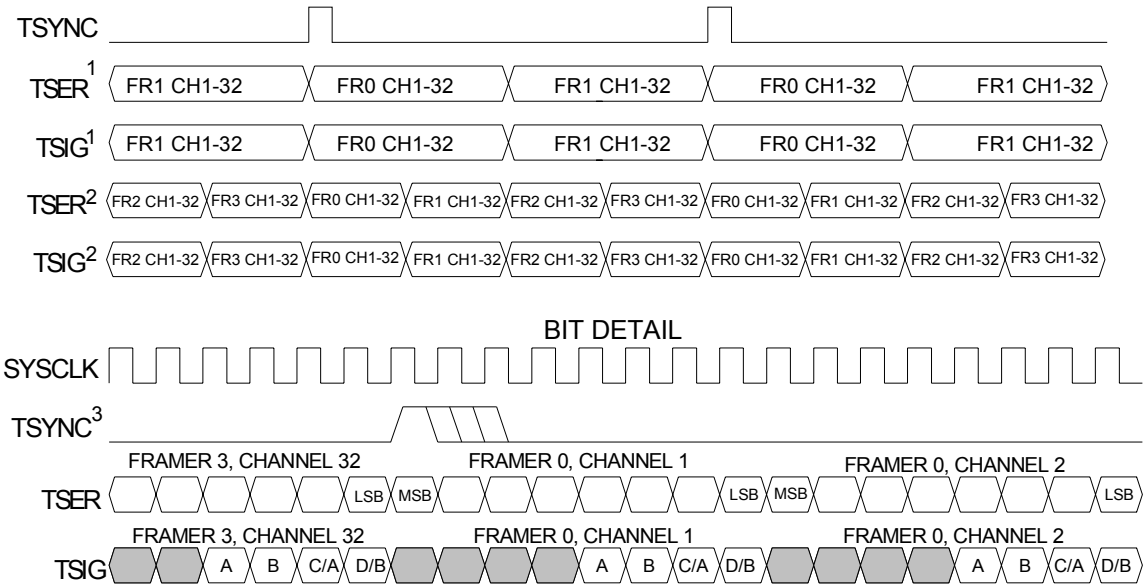 TSYNC
TSER1 FR1 CH1-32 FR0 CH1-32 FR1 CH1-32 FR0 CH1-32 FR1 CH1-32
TSIG1 FR1 CH1-32 FR0 CH1-32 FR1 CH1-32 FR0 CH1-32 FR1 CH1-32
TSER2 FR2 CH1-32 FR3 CH1-32 FR0 CH1-32 FR1 CH1-32 FR2 CH1-32 FR3 CH1-32 FR0 CH1-32 FR1 CH1-32 FR2 CH1-32 FR3 CH1-32
TSIG2 FR2 CH1-32 FR3 CH1-32 FR0 CH1-32 FR1 CH1-32 FR2 CH1-32 FR3 CH1-32 FR0 CH1-32 FR1 CH1-32 FR2 CH1-32 FR3 CH1-32
BIT DETAIL
SYSCLK
TSYNC3
FRAMER 3, CHANNEL 32 FRAMER 0, CHANNEL 1 FRAMER 0, CHANNEL 2
TSER LSB MSB LSB MSB LSB
FRAMER 3, CHANNEL 32 FRAMER 0, CHANNEL 1 FRAMER 0, CHANNEL 2
TSIG A B C/A D/B A B C/A D/B A B C/A D/B